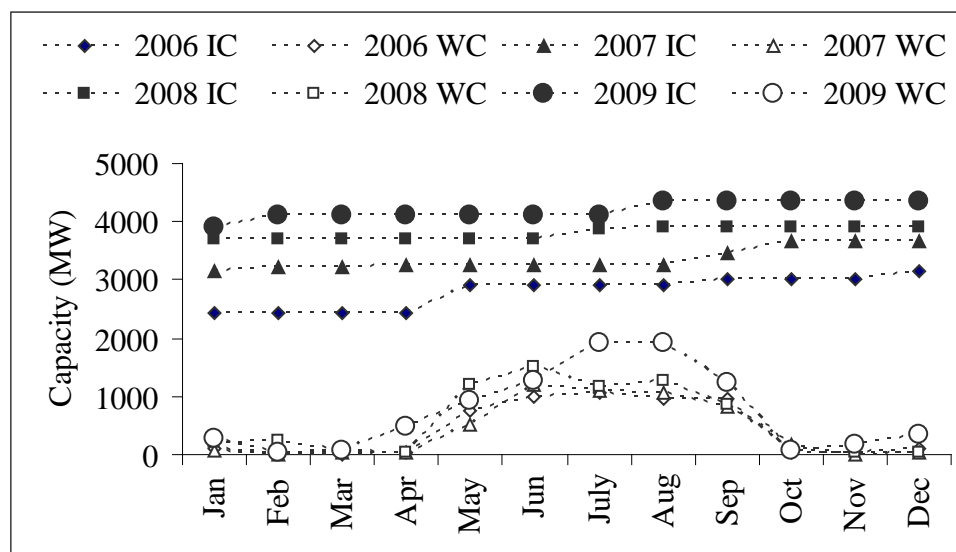 2006 IC 2006 WC 2007 IC 2007 WC
2008 IC 2008 WC 2009 IC 2009 WC
Capacity (MW)
5000
4000
3000
2000
1000
0
Jan Feb Mar Apr May Jun July Aug Sep Oct Nov Dec